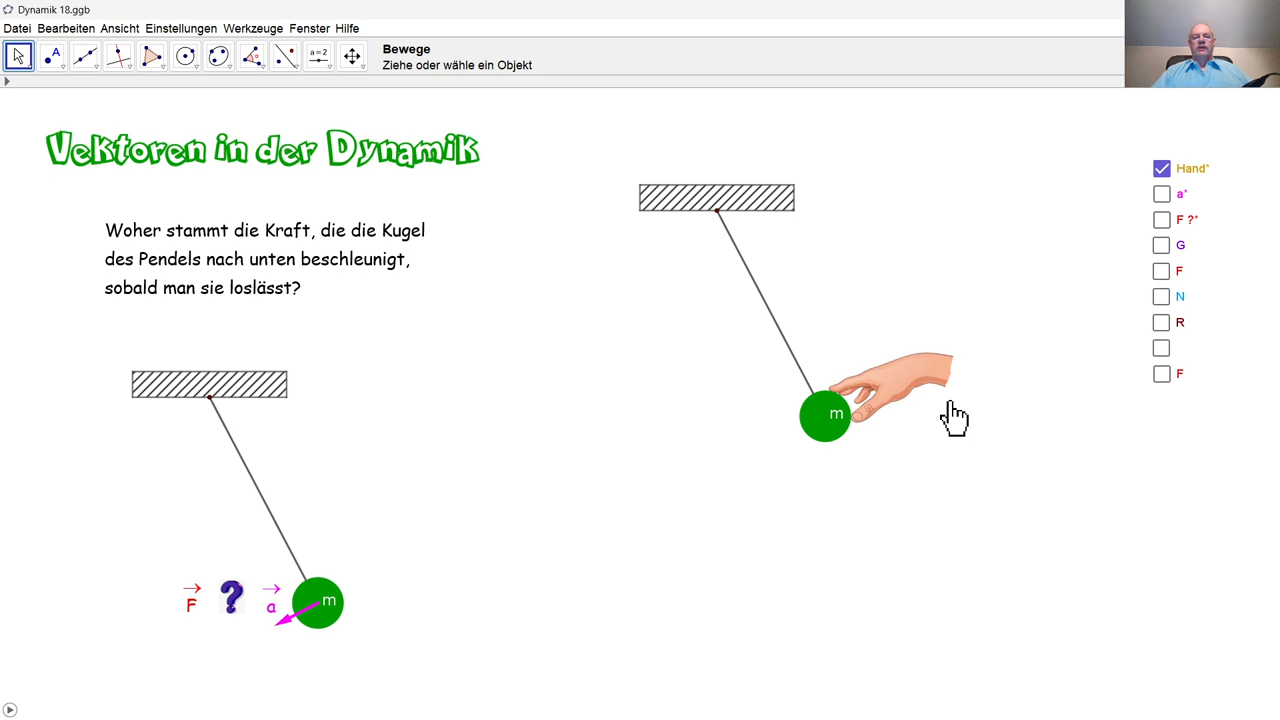 Dynamik 18.ggb
Datei Bearbeiten Ansicht Einstellungen Werkzeuge Fenster Hilfe
A
a=2
Bewege
Ziehe oder wähle ein Objekt
Vektoren in der Dynamik
Woher stammt die Kraft, die die Kugel
des Pendels nach unten beschleunigt,
sobald man sie loslässt?
m
F ? a m
Hand*
a*
F ?*
G
F
N
R
F